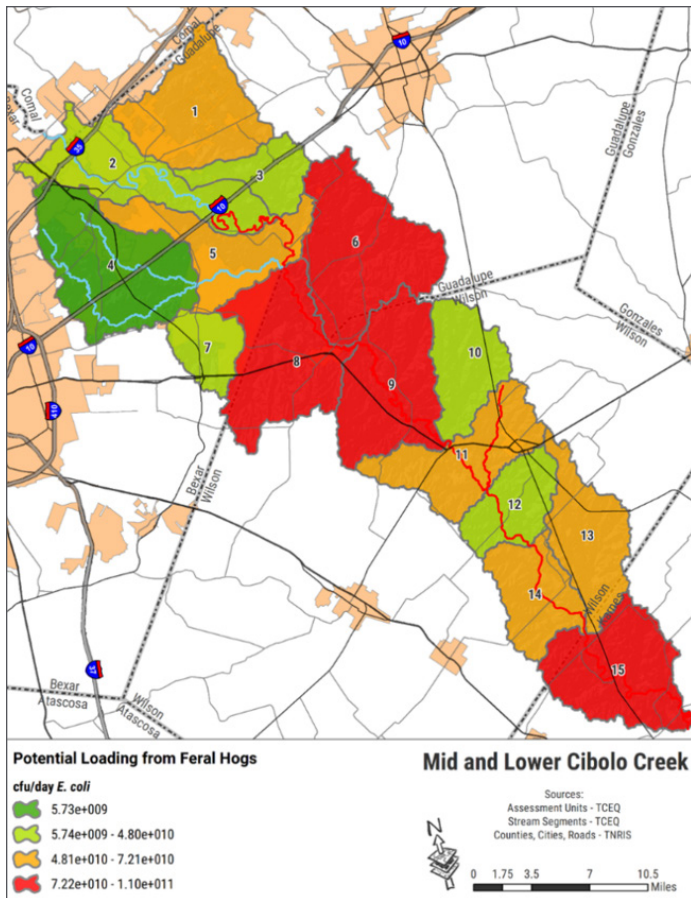 Comal
Guadalupe
Comal
Bexar
10
35
1
2
3
10
4
5
6
Guadalupe
Gonzales
Guadalupe
Wilson
Gonzales
Wilson
7
8
9
10
10
410
11
12
13
Bexar
Wilson
14
Wilson
Karnes
15
37
Bexar
Atascosa
Wilson
Atascosa
Potential Loading from Feral Hogs
cfu/day E. coli
5.73e+009
5.74e+009 - 4.80e+010
4.81e+010 - 7.21e+010
7.22e+010 - 1.10e+011
Mid and Lower Cibolo Creek
Sources:
Assessment Units - TCEQ
Stream Segments - TCEQ
Counties, Cities, Roads - TNRIS
N
0 1.75 3.5 7 10.5
Miles